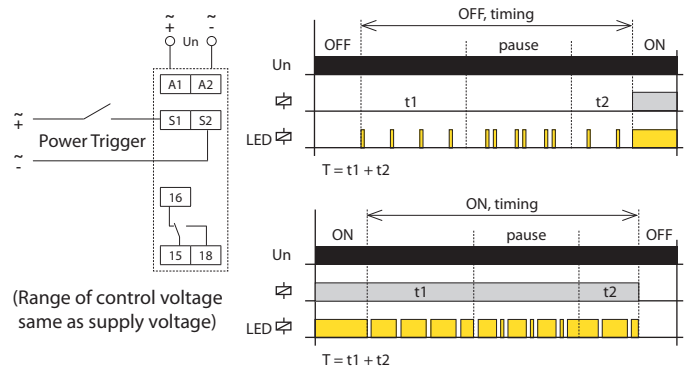 ~ ~
+ Un -
A1 A2
~
+ S1 S2
Power Trigger
~
-
16
15 18
(Range of control voltage
same as supply voltage)
OFF, timing
OFF pause ON
Un
t1 t2
LED
T = t1 + t2
ON, timing
ON pause OFF
Un
t1 t2
LED
T = t1 + t2